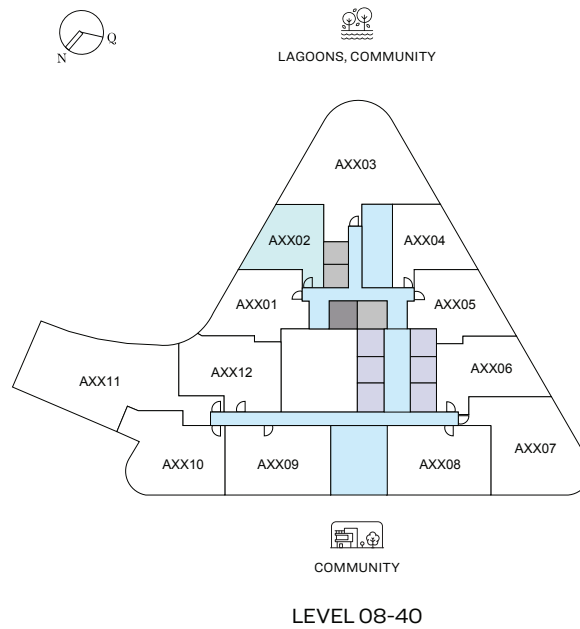 N
Q
LAGOONS, COMMUNITY
AXX03
AXX02
AXX04
AXX01
AXX05
AXX11
AXX12
AXX06
AXX10
AXX09
AXX08
AXX07
COMMUNITY
LEVEL 08-40